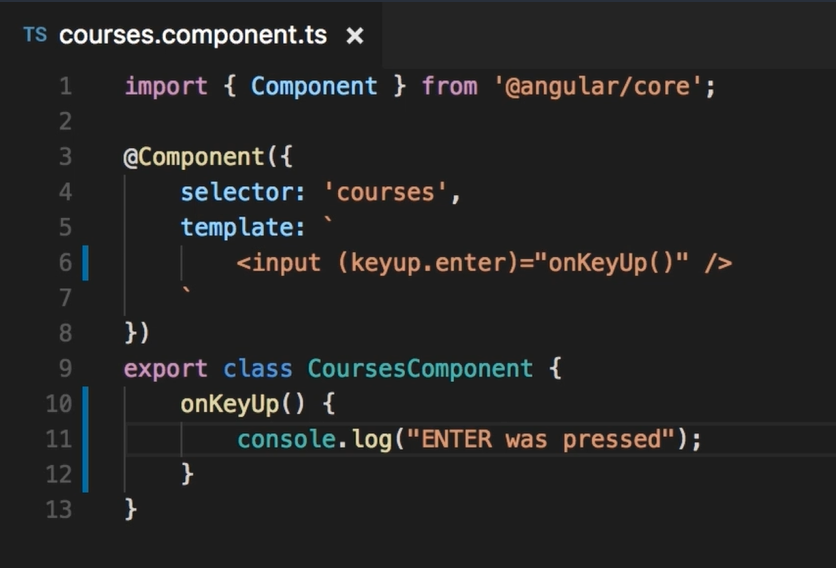 TS courses.component.ts ×
1 import { Component } from '@angular/core';
2
3 @Component({
4     selector: 'courses',
5     template: `
6         <input (keyup.enter)="onKeyUp()" />
7     `
8 })
9 export class CoursesComponent {
10     onKeyUp() {
11         console.log("ENTER was pressed");
12     }
13 }